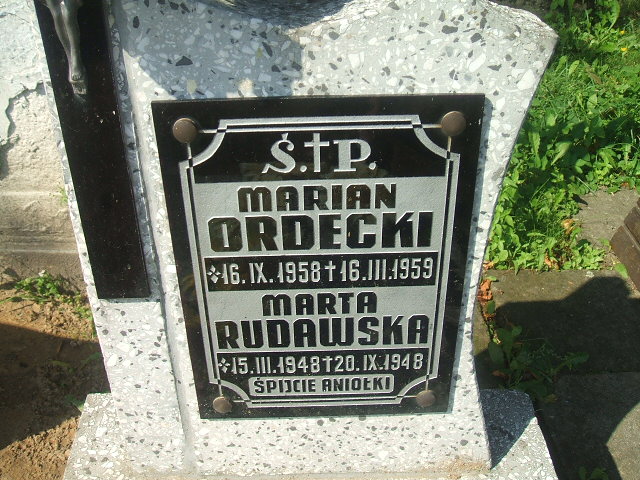 Ś.†P.
MARIAN
ORDECKI
✥16.IX.1958†16.III.1959
MARTA
RUDAWSKA
✥15.III.1948†20.IX.1948
ŚPIJCIE ANIOŁKI